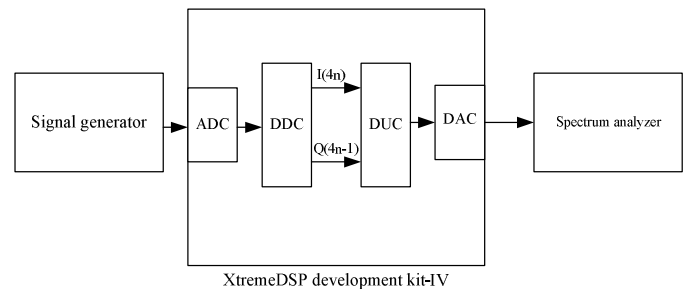 Signal generator
ADC
DDC
I(4n)
Q(4n-1)
DUC
DAC
Spectrum analyzer
XtremeDSP development kit-IV